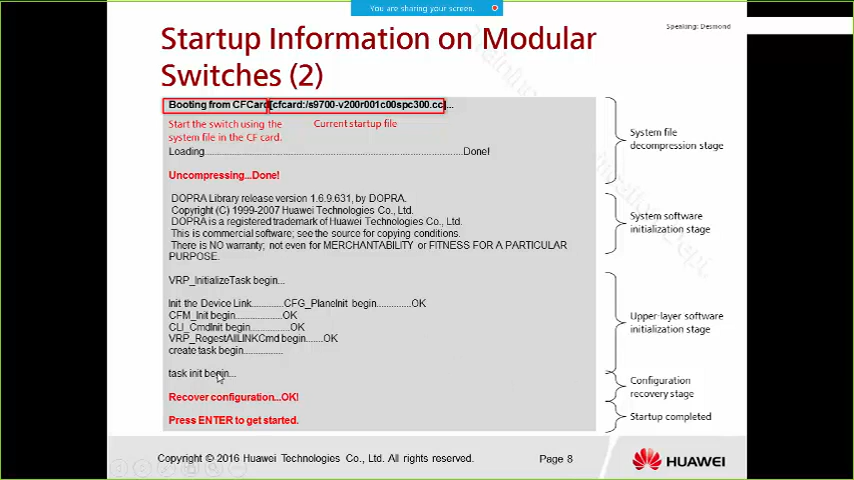 You are sharing your screen.
Speaking: Desmond
Startup Information on Modular
Switches (2)
Booting from CFCard [cfcard:/s9700-v200r001c00spc300.cc]...
Start the switch using the
system file in the CF card.
Current startup file
Loading.................................................................................Done!
Uncompressing...Done!
DOPRA Library release version 1.6.9.631, by DOPRA.
Copyright (C) 1999-2007 Huawei Technologies Co., Ltd.
DOPRA is a registered trademark of Huawei Technologies Co., Ltd.
This is commercial software; see the source for copying conditions.
There is NO warranty; not even for MERCHANTABILITY or FITNESS FOR A PARTICULAR
PURPOSE.
VRP_InitializeTask begin...
Init the Device Link...........CFG_PlaneInit begin............OK
CFM_Init begin................OK
CLI_CmdInit begin.............OK
VRP_RegestAllLINKCmd begin......OK
create task begin.............
task init begin...
Recover configuration...OK!
Press ENTER to get started.
System file
decompression stage
System software
initialization stage
Upper-layer software
initialization stage
Configuration
recovery stage
Startup completed
Copyright © 2016 Huawei Technologies Co., Ltd. All rights reserved.
Page 8
HUAWEI